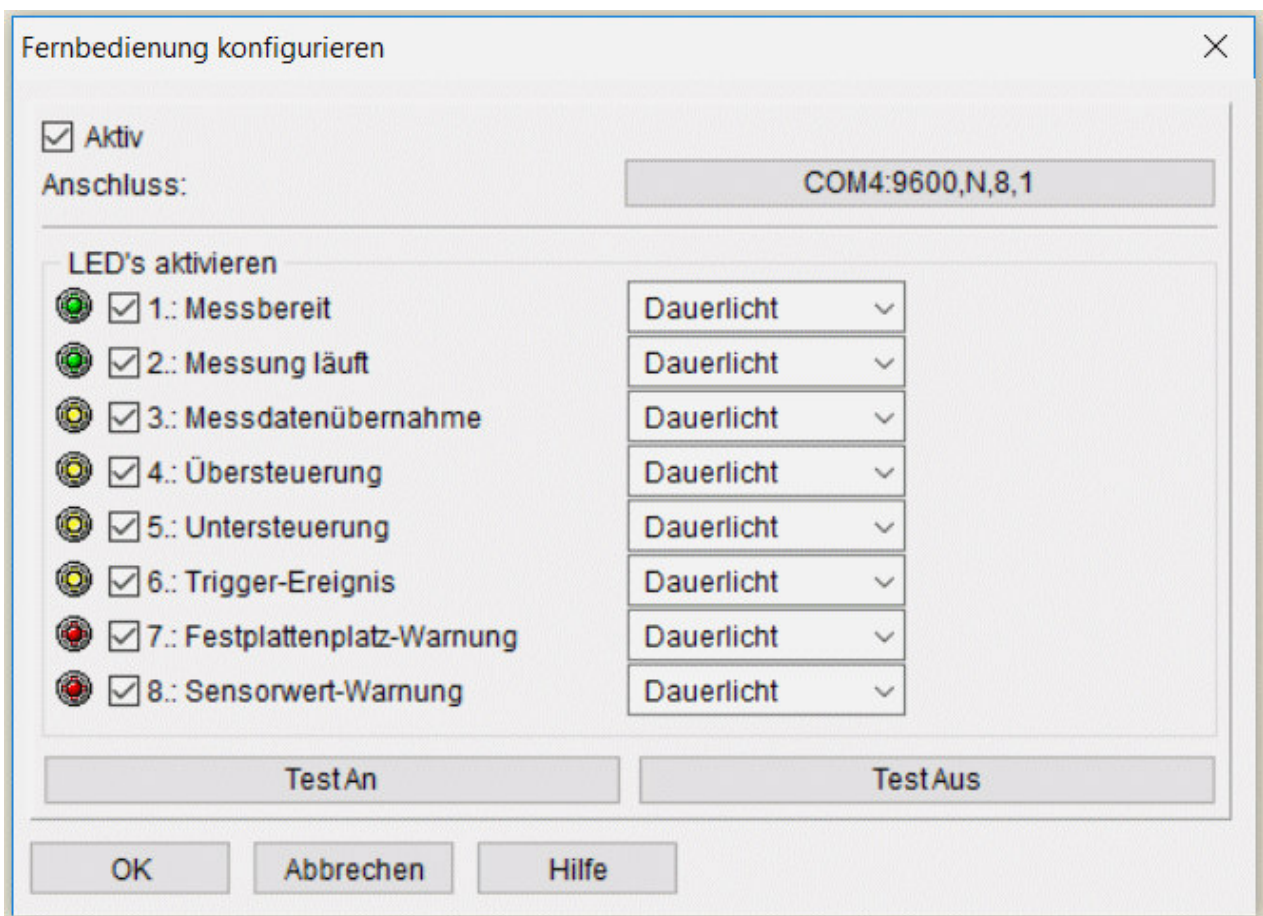 Fernbedienung konfigurieren
Aktiv
Anschluss: COM4:9600,N,8,1
LED's aktivieren
1.: Messbereit Dauerlicht
2.: Messung läuft Dauerlicht
3.: Messdatenübernahme Dauerlicht
4.: Übersteuerung Dauerlicht
5.: Untersteuerung Dauerlicht
6.: Trigger-Ereignis Dauerlicht
7.: Festplattenplatz-Warnung Dauerlicht
8.: Sensorwert-Warnung Dauerlicht
Test An Test Aus
OK Abbrechen Hilfe